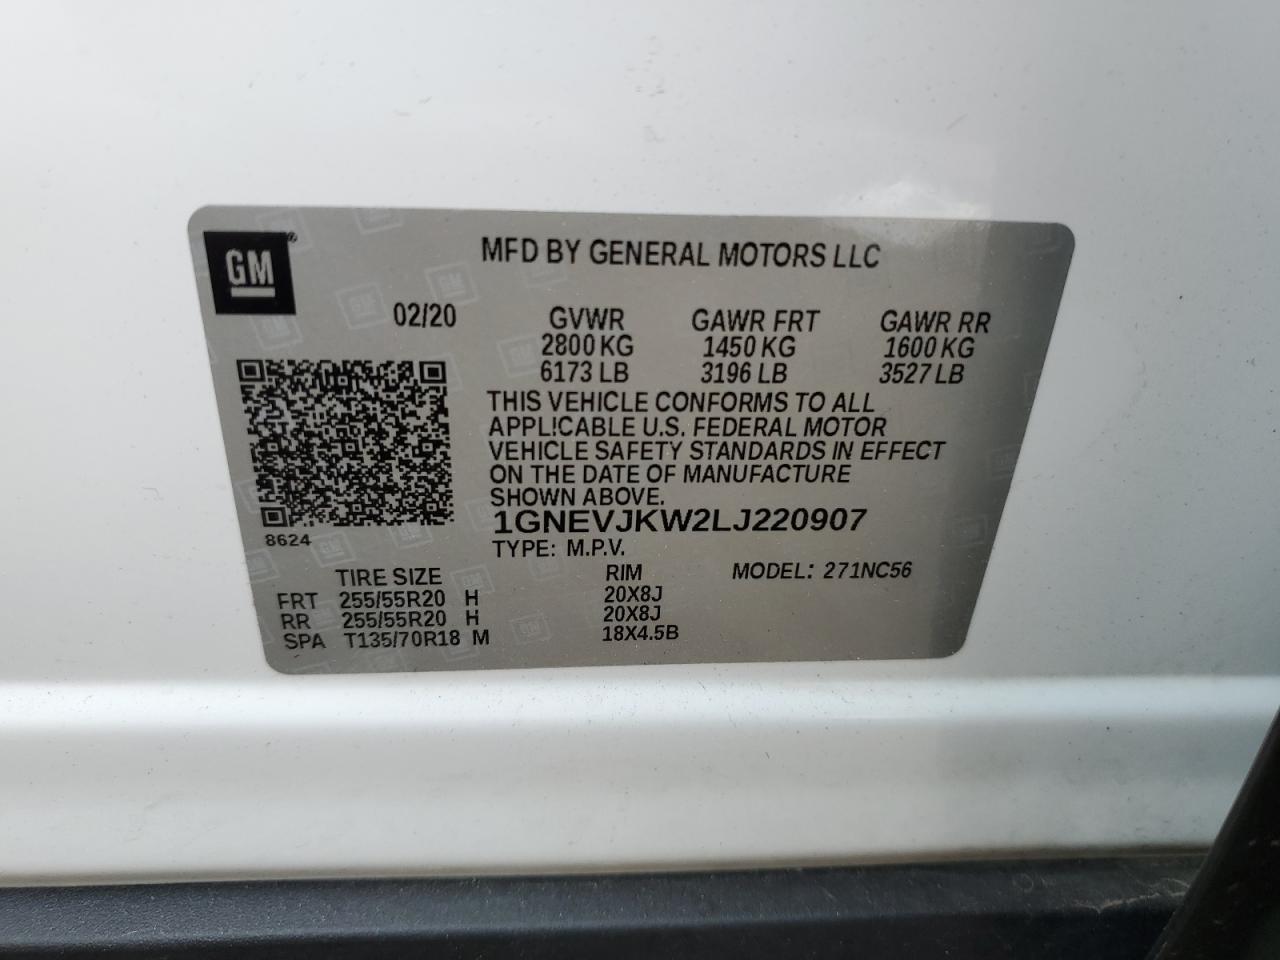 GM®
MFD BY GENERAL MOTORS LLC
02/20 GVWR GAWR FRT GAWR RR
2800 KG 1450 KG 1600 KG
6173 LB 3196 LB 3527 LB
THIS VEHICLE CONFORMS TO ALL
APPLICABLE U.S. FEDERAL MOTOR
VEHICLE SAFETY STANDARDS IN EFFECT
ON THE DATE OF MANUFACTURE
SHOWN ABOVE.
1GNEVJKW2LJ220907
8624
TYPE: M.P.V.
TIRE SIZE RIM MODEL: 271NC56
FRT 255/55R20 H 20X8J
RR 255/55R20 H 20X8J
SPA T135/70R18 M 18X4.5B